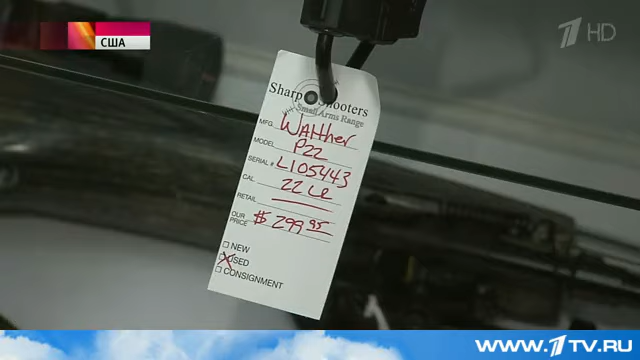 США
1 HD
Sharp Shooters
Small Arms Range
MFG. Walther
MODEL P22
SERIAL # L105443
CAL. 22 LR
RETAIL
OUR PRICE $ 299.95
NEW
USED
CONSIGNMENT
WWW.1TV.RU